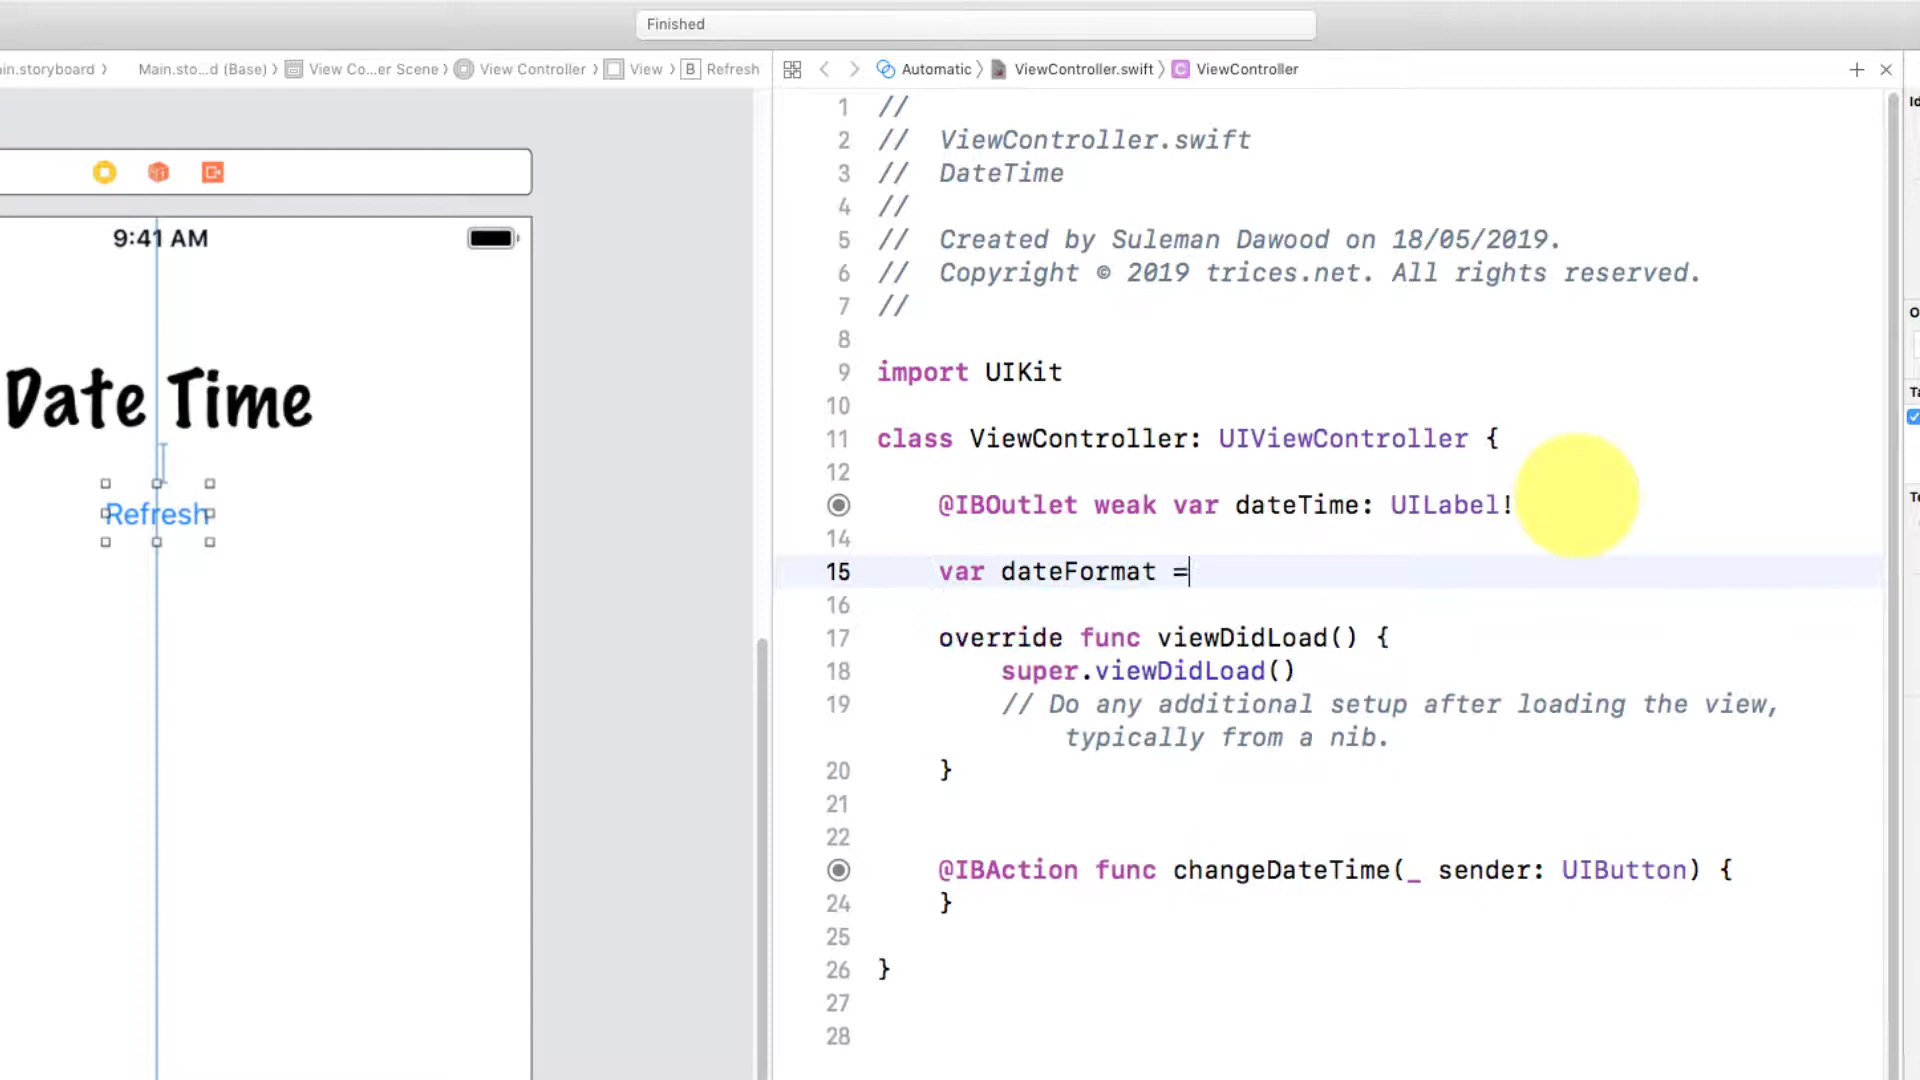 Finished
in.storyboard 〉 Main.sto...d (Base) 〉 View Co...er Scene 〉 View Controller 〉 View 〉 B Refresh
Automatic 〉 ViewController.swift 〉 C ViewController
9:41 AM
Date Time
Refresh
1 //
2 //  ViewController.swift
3 //  DateTime
4 //
5 //  Created by Suleman Dawood on 18/05/2019.
6 //  Copyright © 2019 trices.net. All rights reserved.
7 //
8
9 import UIKit
10
11 class ViewController: UIViewController {
12
@IBOutlet weak var dateTime: UILabel!
14
15 var dateFormat =
16
17 override func viewDidLoad() {
18 super.viewDidLoad()
19 // Do any additional setup after loading the view,
typically from a nib.
20 }
21
22
@IBAction func changeDateTime(_ sender: UIButton) {
24 }
25
26 }
27
28